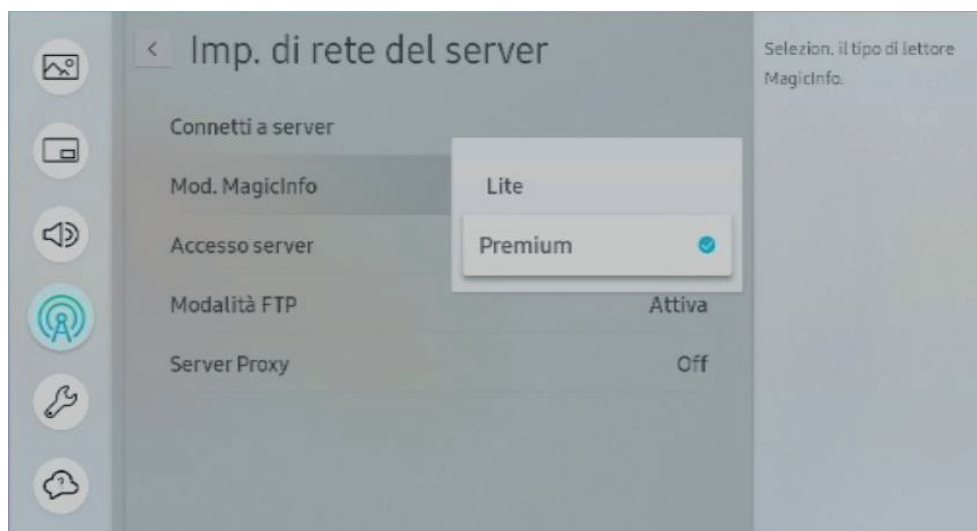 Imp. di rete del server
Selezion. il tipo di lettore
MagicInfo.
Connetti a server
Mod. MagicInfo
Lite
Accesso server
Premium
Modalità FTP
Attiva
Server Proxy
Off